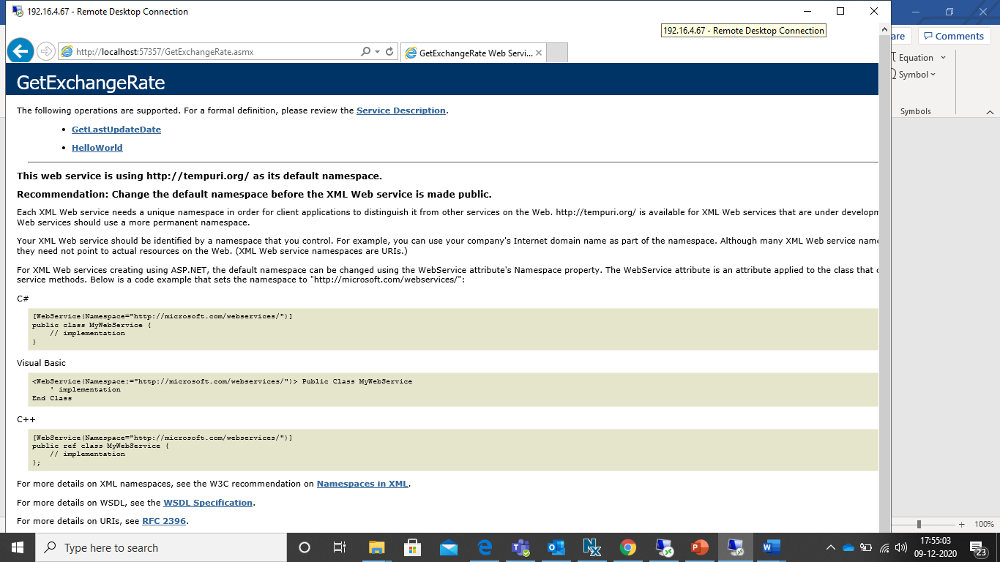 192.16.4.67 - Remote Desktop Connection
192.16.4.67 - Remote Desktop Connection
are
Comments
http://localhost:57357/GetExchangeRate.asmx
GetExchangeRate Web Servi...
Equation
Symbol
Symbols
GetExchangeRate
The following operations are supported. For a formal definition, please review the Service Description.
• GetLastUpdateDate
• HelloWorld
This web service is using http://tempuri.org/ as its default namespace.
Recommendation: Change the default namespace before the XML Web service is made public.
Each XML Web service needs a unique namespace in order for client applications to distinguish it from other services on the Web. http://tempuri.org/ is available for XML Web services that are under developm
Web services should use a more permanent namespace.
Your XML Web service should be identified by a namespace that you control. For example, you can use your company's Internet domain name as part of the namespace. Although many XML Web service name
they need not point to actual resources on the Web. (XML Web service namespaces are URIs.)
For XML Web services creating using ASP.NET, the default namespace can be changed using the WebService attribute's Namespace property. The WebService attribute is an attribute applied to the class that c
service methods. Below is a code example that sets the namespace to "http://microsoft.com/webservices/":
C#
[WebService(Namespace="http://microsoft.com/webservices/")]
public class MyWebService {
    // implementation
}
Visual Basic
<WebService(Namespace:="http://microsoft.com/webservices/")> Public Class MyWebService
    ' implementation
End Class
C++
[WebService(Namespace="http://microsoft.com/webservices/")]
public ref class MyWebService {
    // implementation
};
For more details on XML namespaces, see the W3C recommendation on Namespaces in XML.
For more details on WSDL, see the WSDL Specification.
For more details on URIs, see RFC 2396.
100%
Type here to search
17:55:03
09-12-2020
23